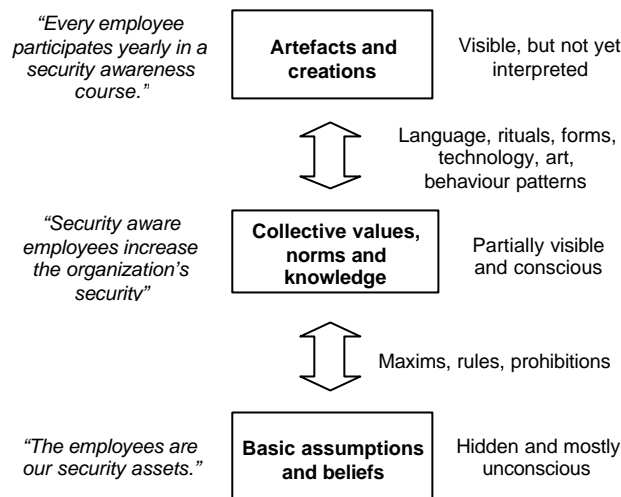 “Every employee
participates yearly in a
security awareness
course.”
Artefacts and
creations
Visible, but not yet
interpreted
Language, rituals, forms,
technology, art,
behaviour patterns
“Security aware
employees increase
the organization’s
security”
Collective values,
norms and
knowledge
Partially visible
and conscious
Maxims, rules, prohibitions
“The employees are
our security assets.”
Basic assumptions
and beliefs
Hidden and mostly
unconscious